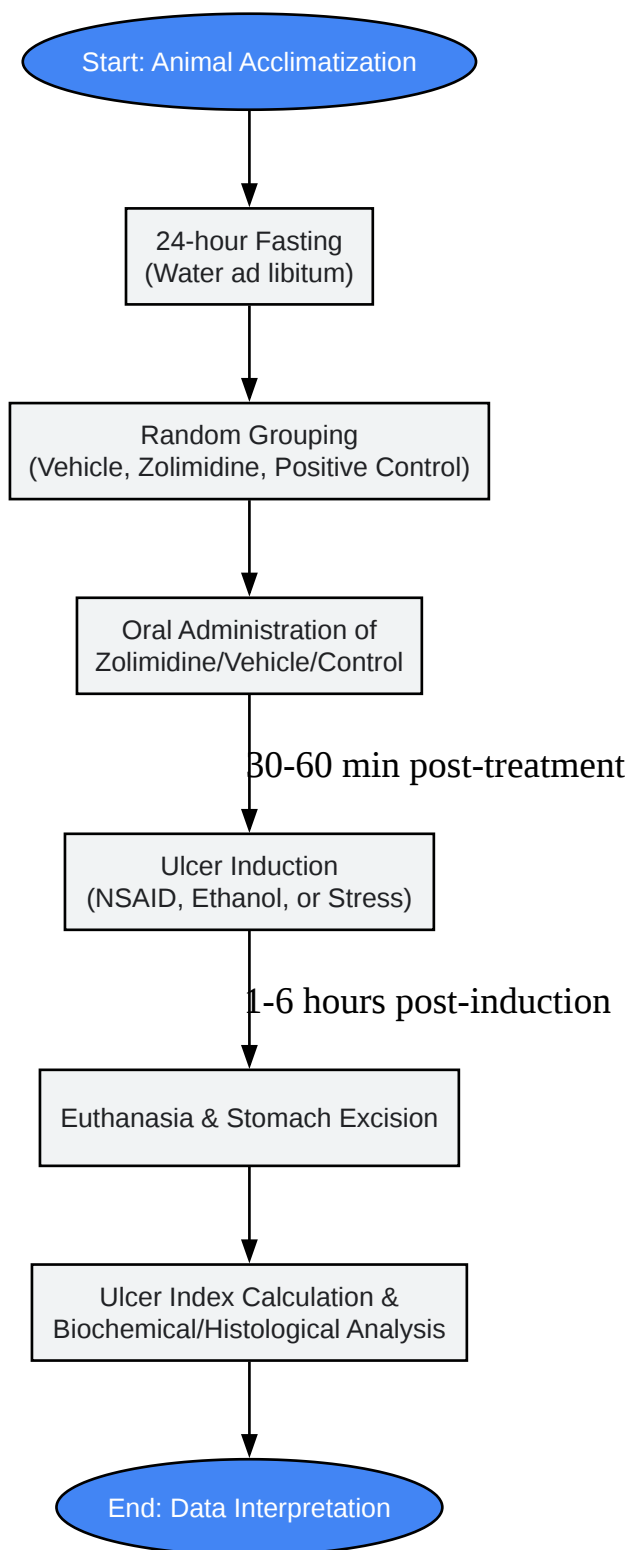 Start: Animal Acclimatization
24-hour Fasting
(Water ad libitum)
Random Grouping
(Vehicle, Zolimidine, Positive Control)
Oral Administration of
Zolimidine/Vehicle/Control
30-60 min post-treatment
Ulcer Induction
(NSAID, Ethanol, or Stress)
1-6 hours post-induction
Euthanasia & Stomach Excision
Ulcer Index Calculation &
Biochemical/Histological Analysis
End: Data Interpretation